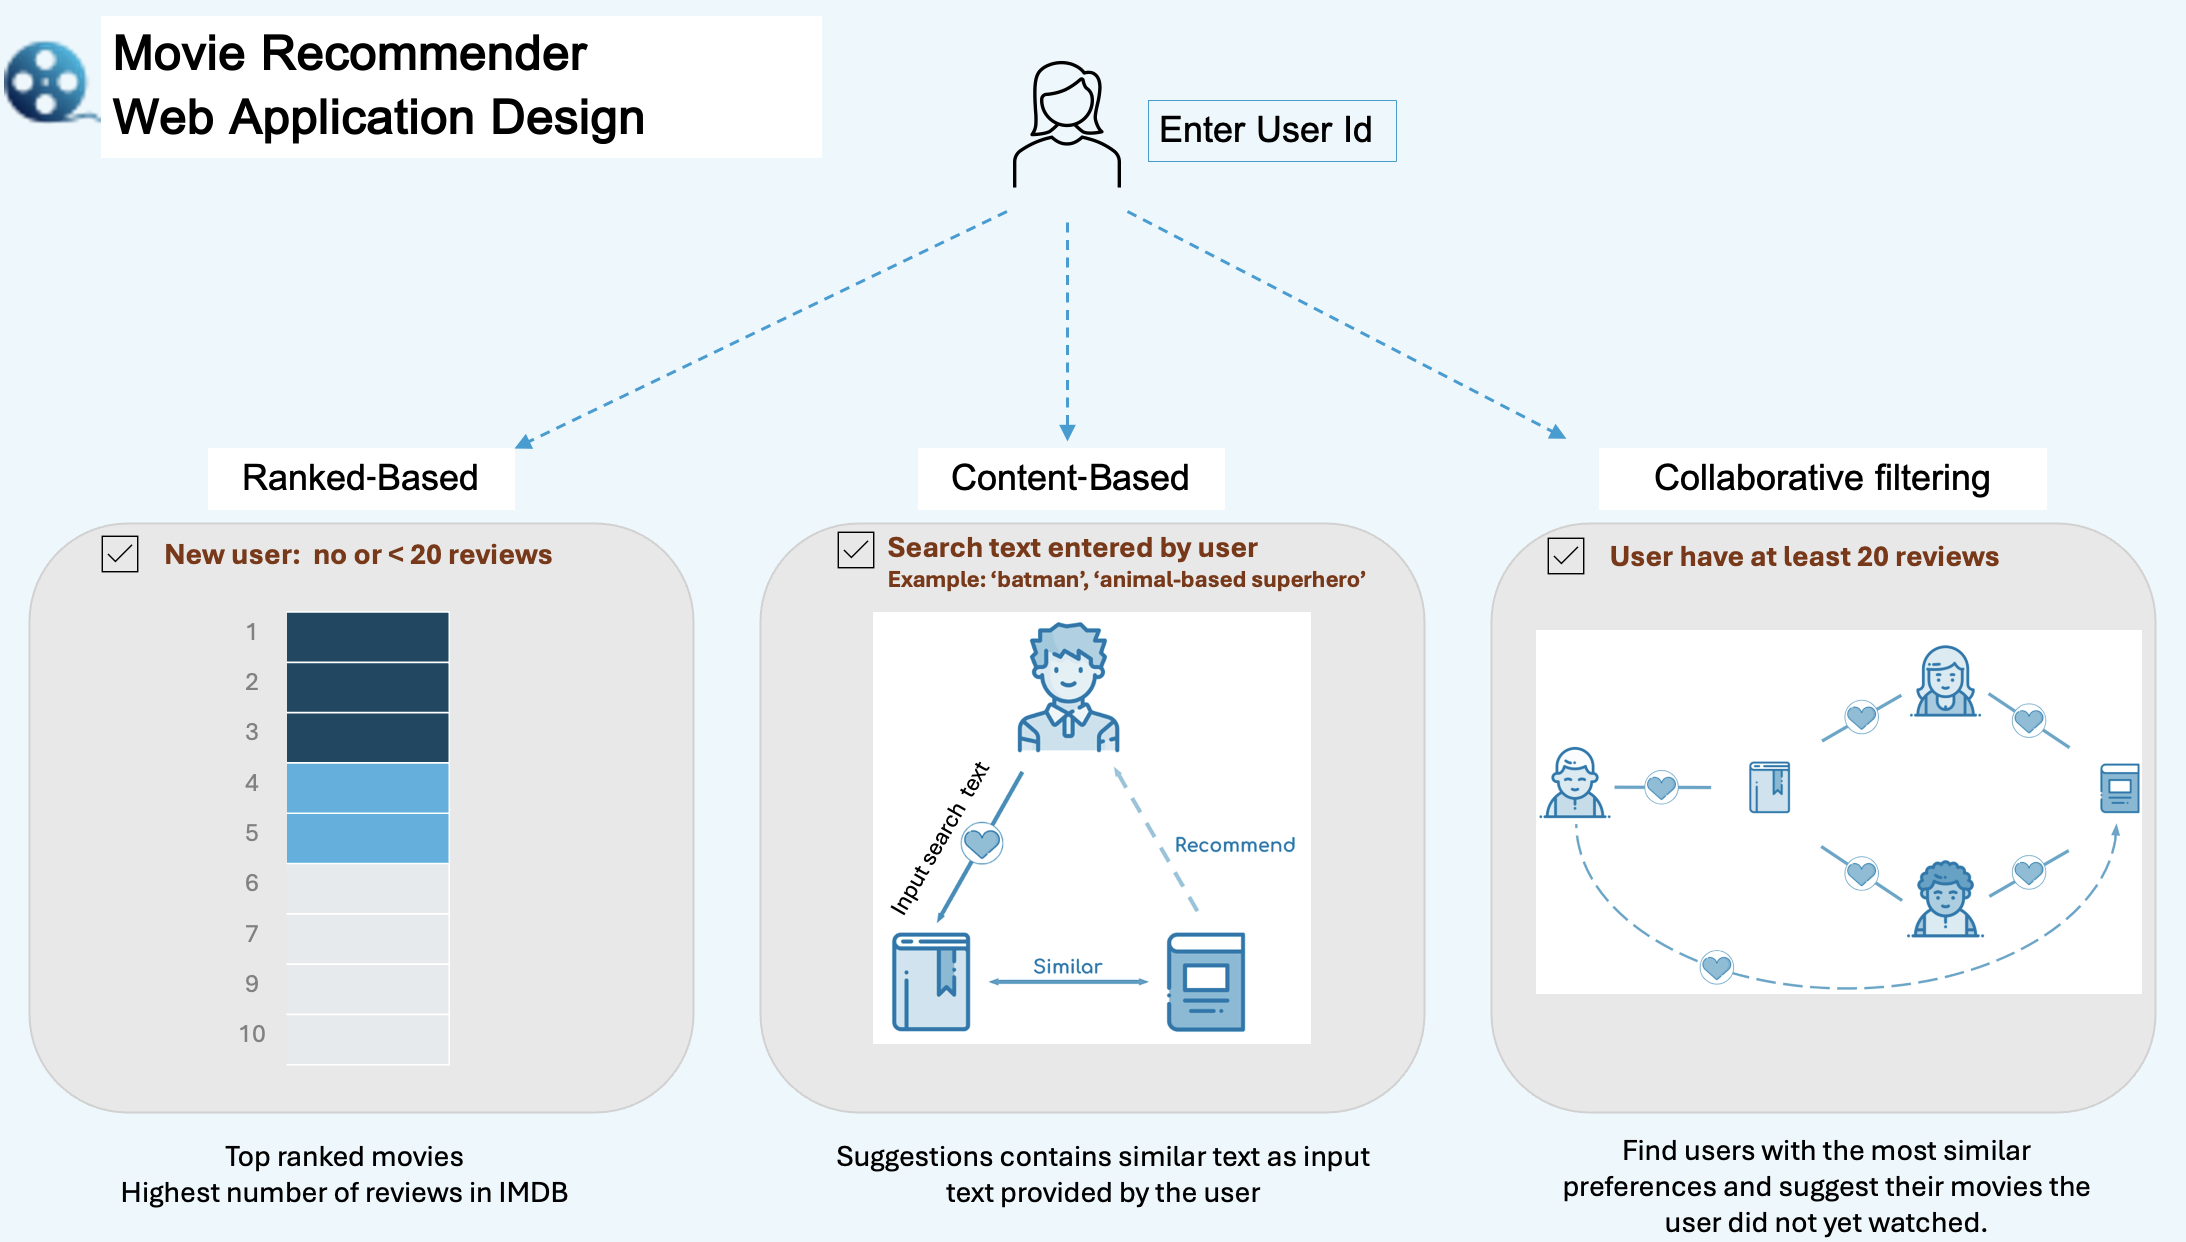 Movie Recommender
Web Application Design
Enter User Id
Ranked-Based
New user:  no or < 20 reviews
1
2
3
4
5
6
7
9
10
Top ranked movies
Highest number of reviews in IMDB
Content-Based
Search text entered by user
Example: ‘batman’, ‘animal-based superhero’
Input search text
Recommend
Similar
Suggestions contains similar text as input
text provided by the user
Collaborative filtering
User have at least 20 reviews
Find users with the most similar
preferences and suggest their movies the
user did not yet watched.